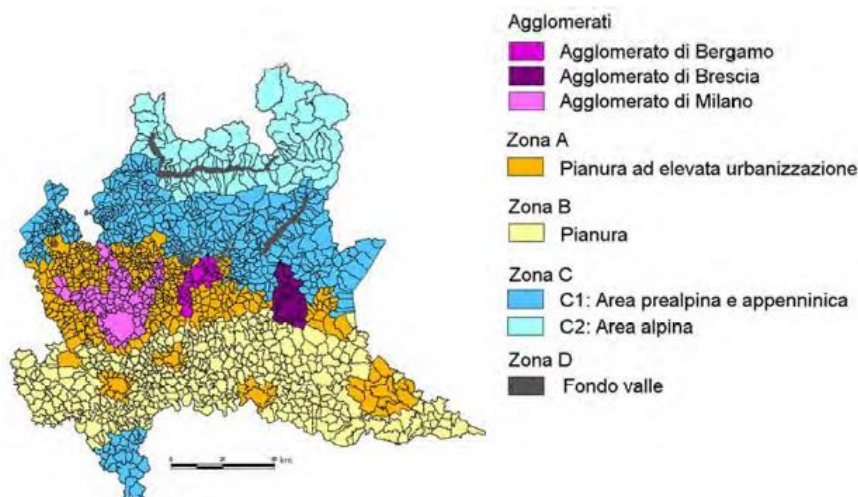 Agglomerati
Agglomerato di Bergamo
Agglomerato di Brescia
Agglomerato di Milano
Zona A
Pianura ad elevata urbanizzazione
Zona B
Pianura
Zona C
C1: Area prealpina e appenninica
C2: Area alpina
Zona D
Fondo valle
km